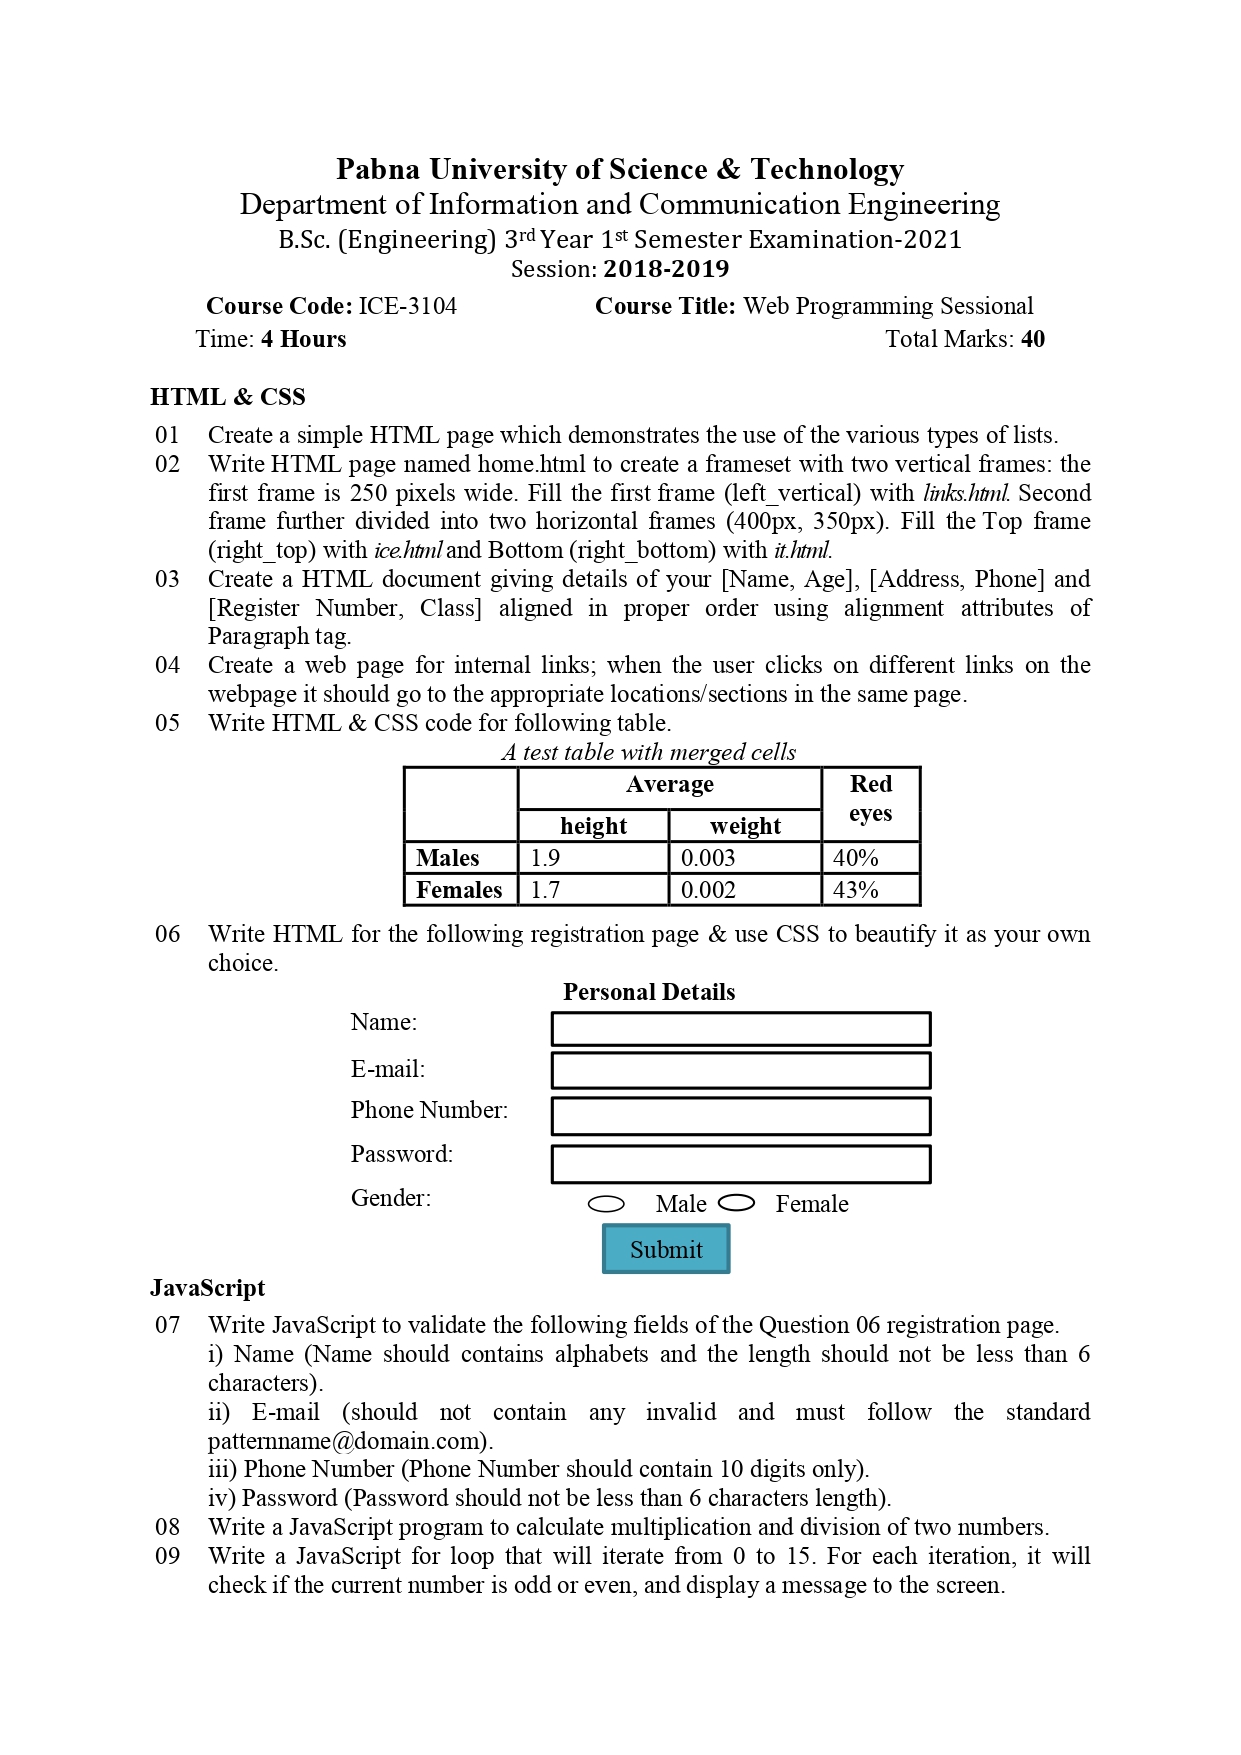 Pabna University of Science & Technology
Department of Information and Communication Engineering
B.Sc. (Engineering) 3rd Year 1st Semester Examination-2021
Session: 2018-2019
Course Code: ICE-3104 Course Title: Web Programming Sessional
Time: 4 Hours Total Marks: 40
HTML & CSS
01 Create a simple HTML page which demonstrates the use of the various types of lists.
02 Write HTML page named home.html to create a frameset with two vertical frames: the
first frame is 250 pixels wide. Fill the first frame (left_vertical) with links.html. Second
frame further divided into two horizontal frames (400px, 350px). Fill the Top frame
(right_top) with ice.html and Bottom (right_bottom) with it.html.
03 Create a HTML document giving details of your [Name, Age], [Address, Phone] and
[Register Number, Class] aligned in proper order using alignment attributes of
Paragraph tag.
04 Create a web page for internal links; when the user clicks on different links on the
webpage it should go to the appropriate locations/sections in the same page.
05 Write HTML & CSS code for following table.
A test table with merged cells
Average Red
eyes
height weight
Males 1.9 0.003 40%
Females 1.7 0.002 43%
06 Write HTML for the following registration page & use CSS to beautify it as your own
choice.
Personal Details
Name:
E-mail:
Phone Number:
Password:
Gender: Male Female
Submit
JavaScript
07 Write JavaScript to validate the following fields of the Question 06 registration page.
i) Name (Name should contains alphabets and the length should not be less than 6
characters).
ii) E-mail (should not contain any invalid and must follow the standard
patternname@domain.com).
iii) Phone Number (Phone Number should contain 10 digits only).
iv) Password (Password should not be less than 6 characters length).
08 Write a JavaScript program to calculate multiplication and division of two numbers.
09 Write a JavaScript for loop that will iterate from 0 to 15. For each iteration, it will
check if the current number is odd or even, and display a message to the screen.